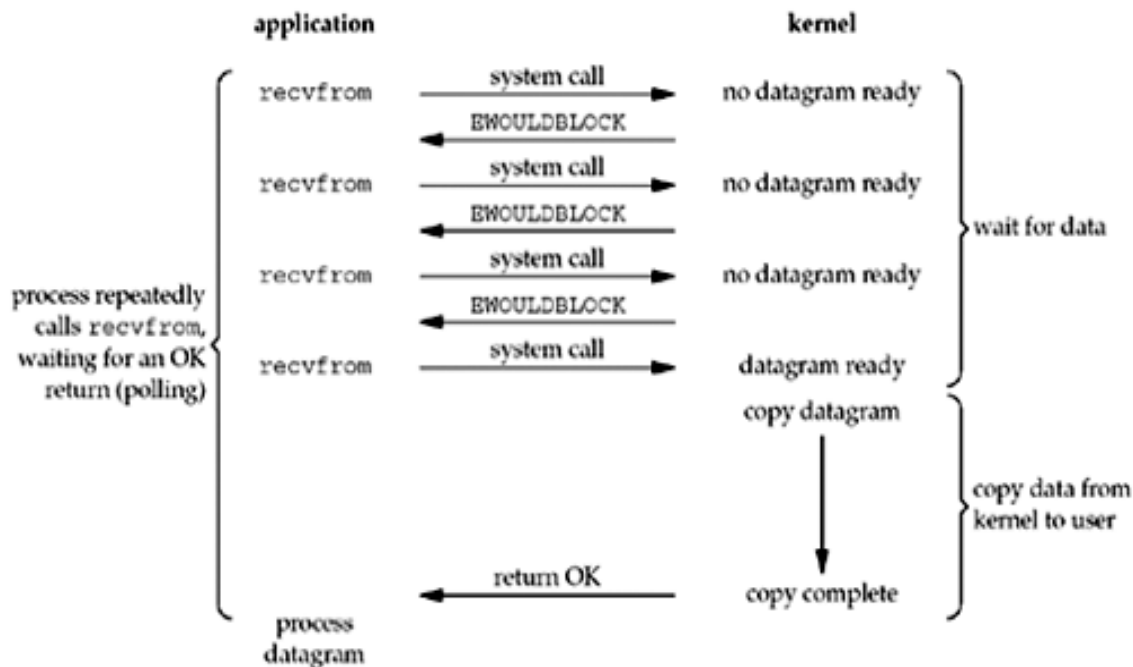 application kernel
recvfrom system call no datagram ready
EWOULDBLOCK
recvfrom system call no datagram ready
EWOULDBLOCK
wait for data
recvfrom system call no datagram ready
EWOULDBLOCK
recvfrom system call datagram ready
process repeatedly
calls recvfrom,
waiting for an OK
return (polling)
copy datagram
copy data from
kernel to user
return OK copy complete
process
datagram